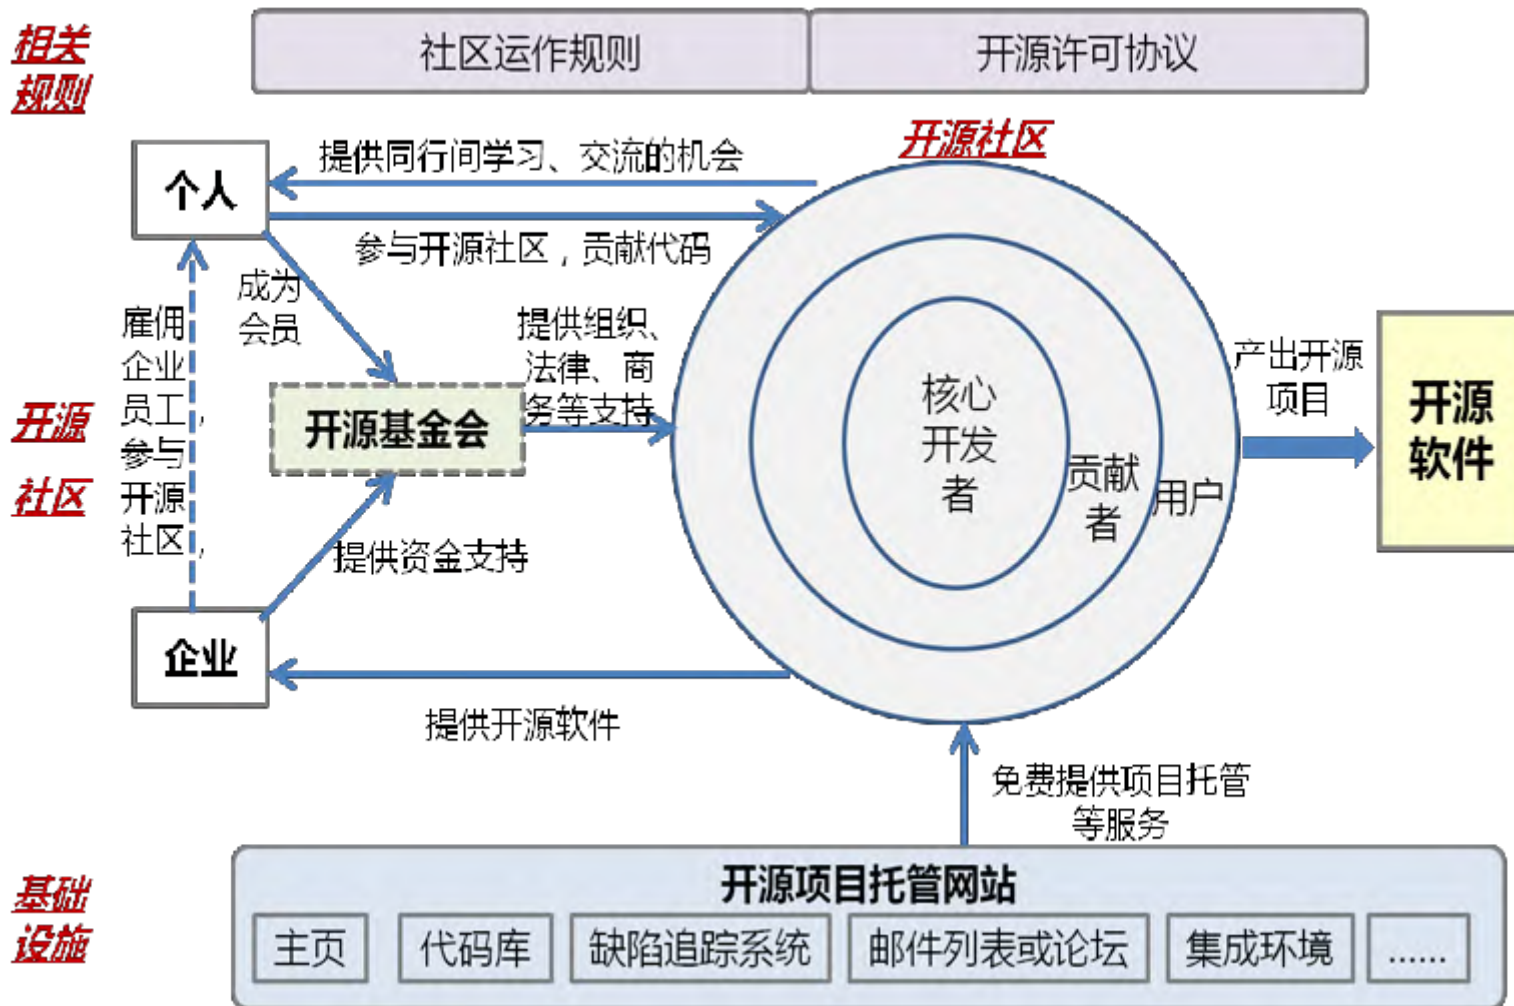 相关
规则
社区运作规则
开源许可协议
开源社区
个人
提供同行间学习、交流的机会
参与开源社区，贡献代码
成为
会员
雇佣
企业
员工，
参与
开源
社区，
提供组织、
法律、商
务等支持
开源基金会
开源
社区
核心
开发
者
贡献
者
用户
产出开源
项目
开源
软件
提供资金支持
企业
提供开源软件
免费提供项目托管
等服务
基础
设施
开源项目托管网站
主页
代码库
缺陷追踪系统
邮件列表或论坛
集成环境
......